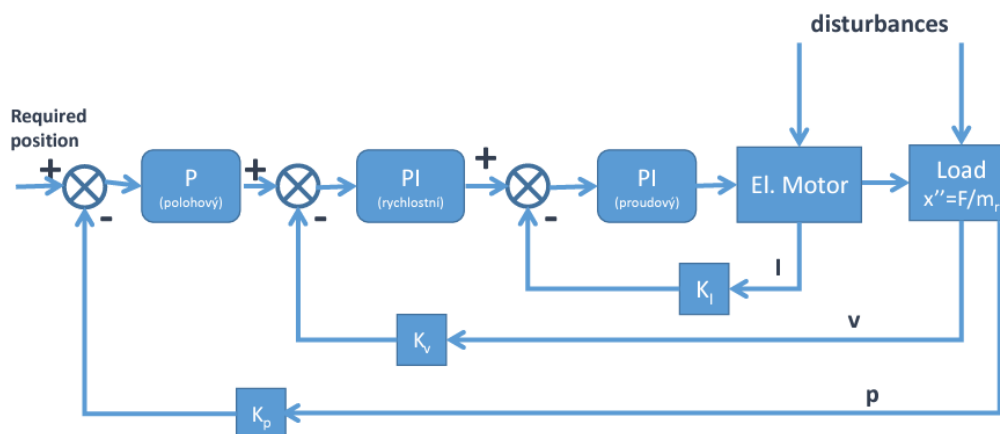 disturbances
Required
position
+
-
P
(polohový)
+
-
PI
(rychlostní)
+
-
PI
(proudový)
El. Motor
Load
x’’=F/mr
I
KI
v
Kv
p
Kp